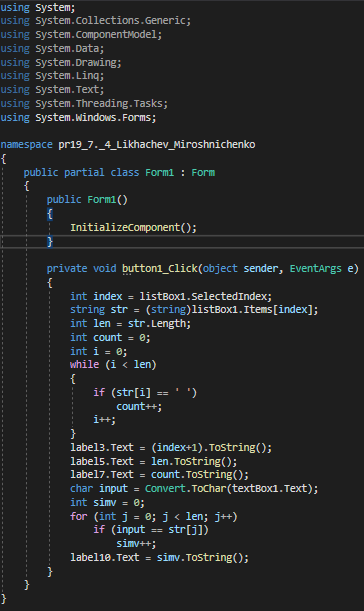 using System;
using System.Collections.Generic;
using System.ComponentModel;
using System.Data;
using System.Drawing;
using System.Linq;
using System.Text;
using System.Threading.Tasks;
using System.Windows.Forms;

namespace pr19_7._4_Likhachev_Miroshnichenko
{
    public partial class Form1 : Form
    {
        public Form1()
        {
            InitializeComponent();
        }

        private void button1_Click(object sender, EventArgs e)
        {
            int index = listBox1.SelectedIndex;
            string str = (string)listBox1.Items[index];
            int len = str.Length;
            int count = 0;
            int i = 0;
            while (i < len)
            {
                if (str[i] == ' ')
                    count++;
                i++;
            }
            label3.Text = (index+1).ToString();
            label5.Text = len.ToString();
            label7.Text = count.ToString();
            char input = Convert.ToChar(textBox1.Text);
            int simv = 0;
            for (int j = 0; j < len; j++)
                if (input == str[j])
                    simv++;
            label10.Text = simv.ToString();
        }
    }
}